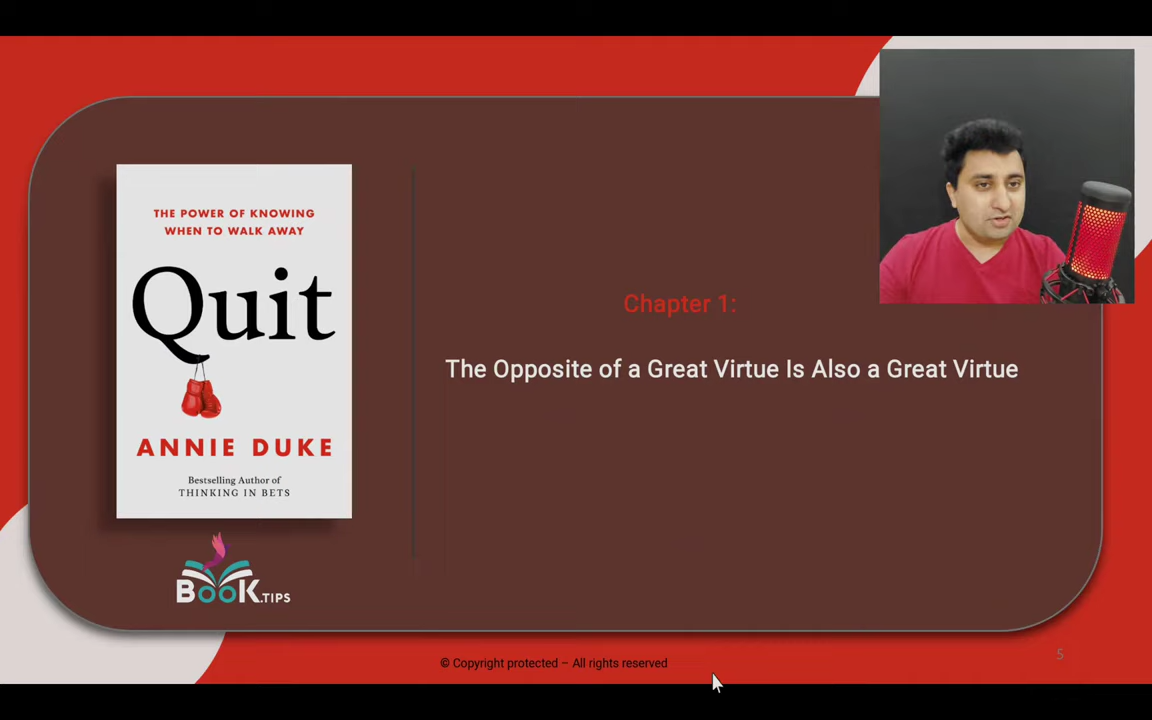 THE POWER OF KNOWING
WHEN TO WALK AWAY
Quit
ANNIE DUKE
Bestselling Author of
THINKING IN BETS
BOOK.TIPS
Chapter 1:
The Opposite of a Great Virtue Is Also a Great Virtue
© Copyright protected – All rights reserved
5